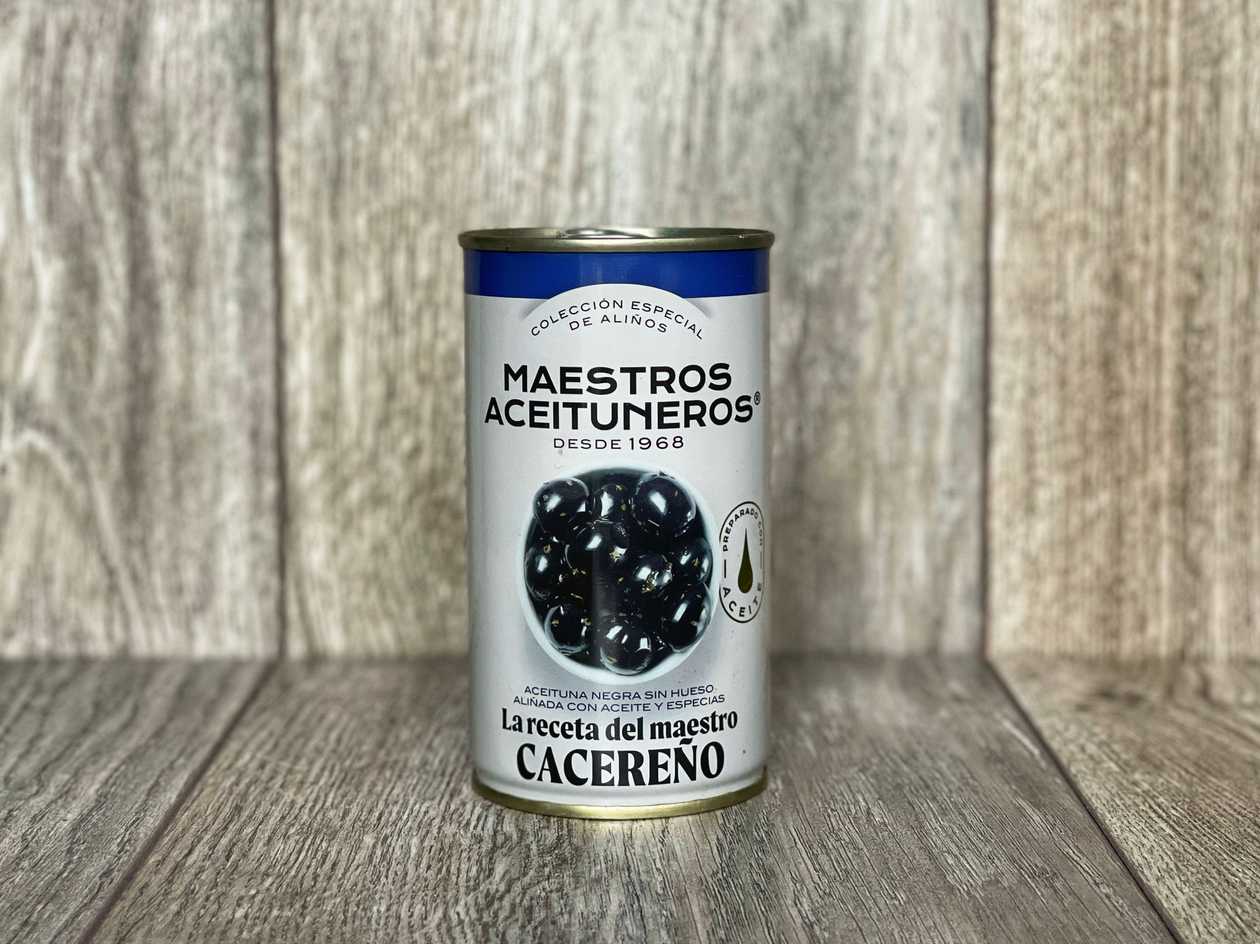 COLECCIÓN ESPECIAL
DE ALIÑOS
MAESTROS
ACEITUNEROS®
DESDE 1968
PREPARADO CON
ACEITE
ACEITUNA NEGRA SIN HUESO,
ALIÑADA CON ACEITE Y ESPECIAS
La receta del maestro
CACEREÑO